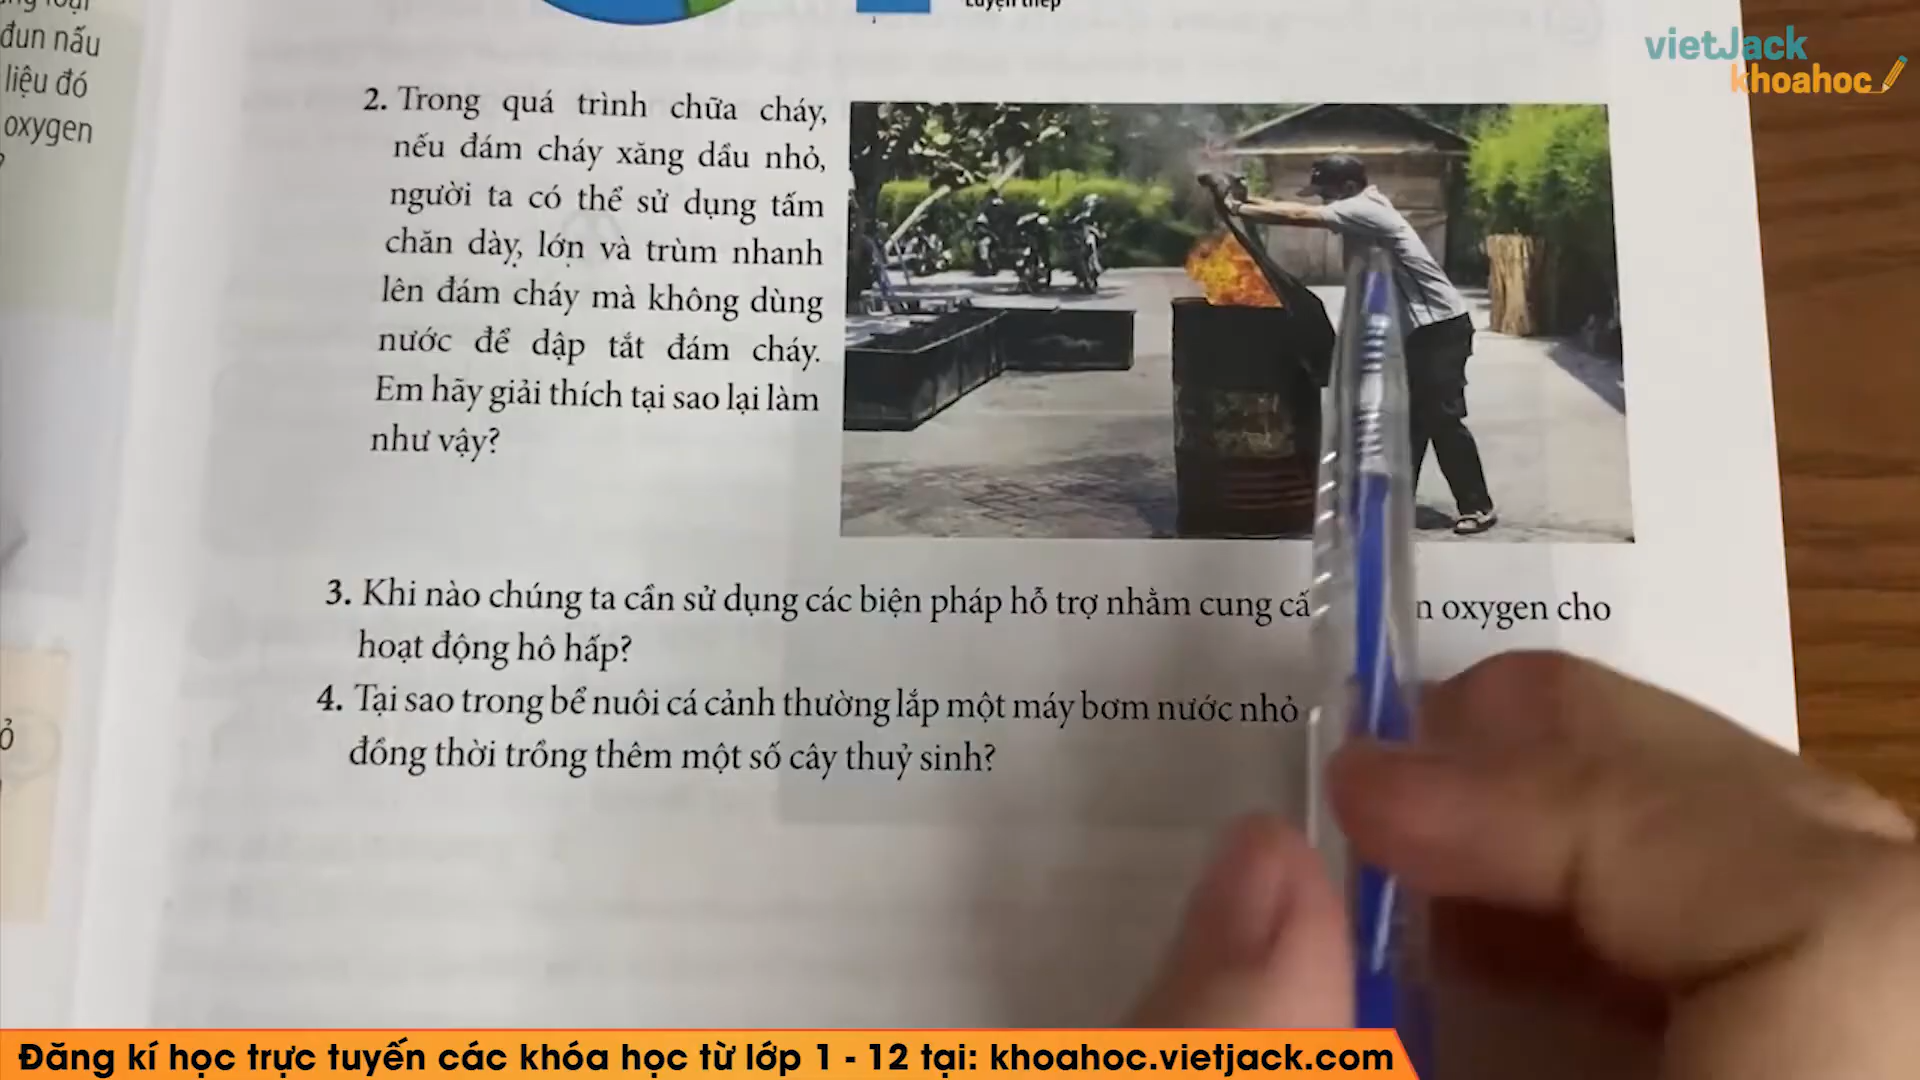 đun nấu
liệu đó
oxygen
Luyện thép
vietJack
khoahoc
2. Trong quá trình chữa cháy,
nếu đám cháy xăng dầu nhỏ,
người ta có thể sử dụng tấm
chăn dày, lớn và trùm nhanh
lên đám cháy mà không dùng
nước để dập tắt đám cháy.
Em hãy giải thích tại sao lại làm
như vậy?
3. Khi nào chúng ta cần sử dụng các biện pháp hỗ trợ nhằm cung cấ n oxygen cho
hoạt động hô hấp?
4. Tại sao trong bể nuôi cá cảnh thường lắp một máy bơm nước nhỏ
đồng thời trồng thêm một số cây thuỷ sinh?
Đăng kí học trực tuyến các khóa học từ lớp 1 - 12 tại: khoahoc.vietjack.com